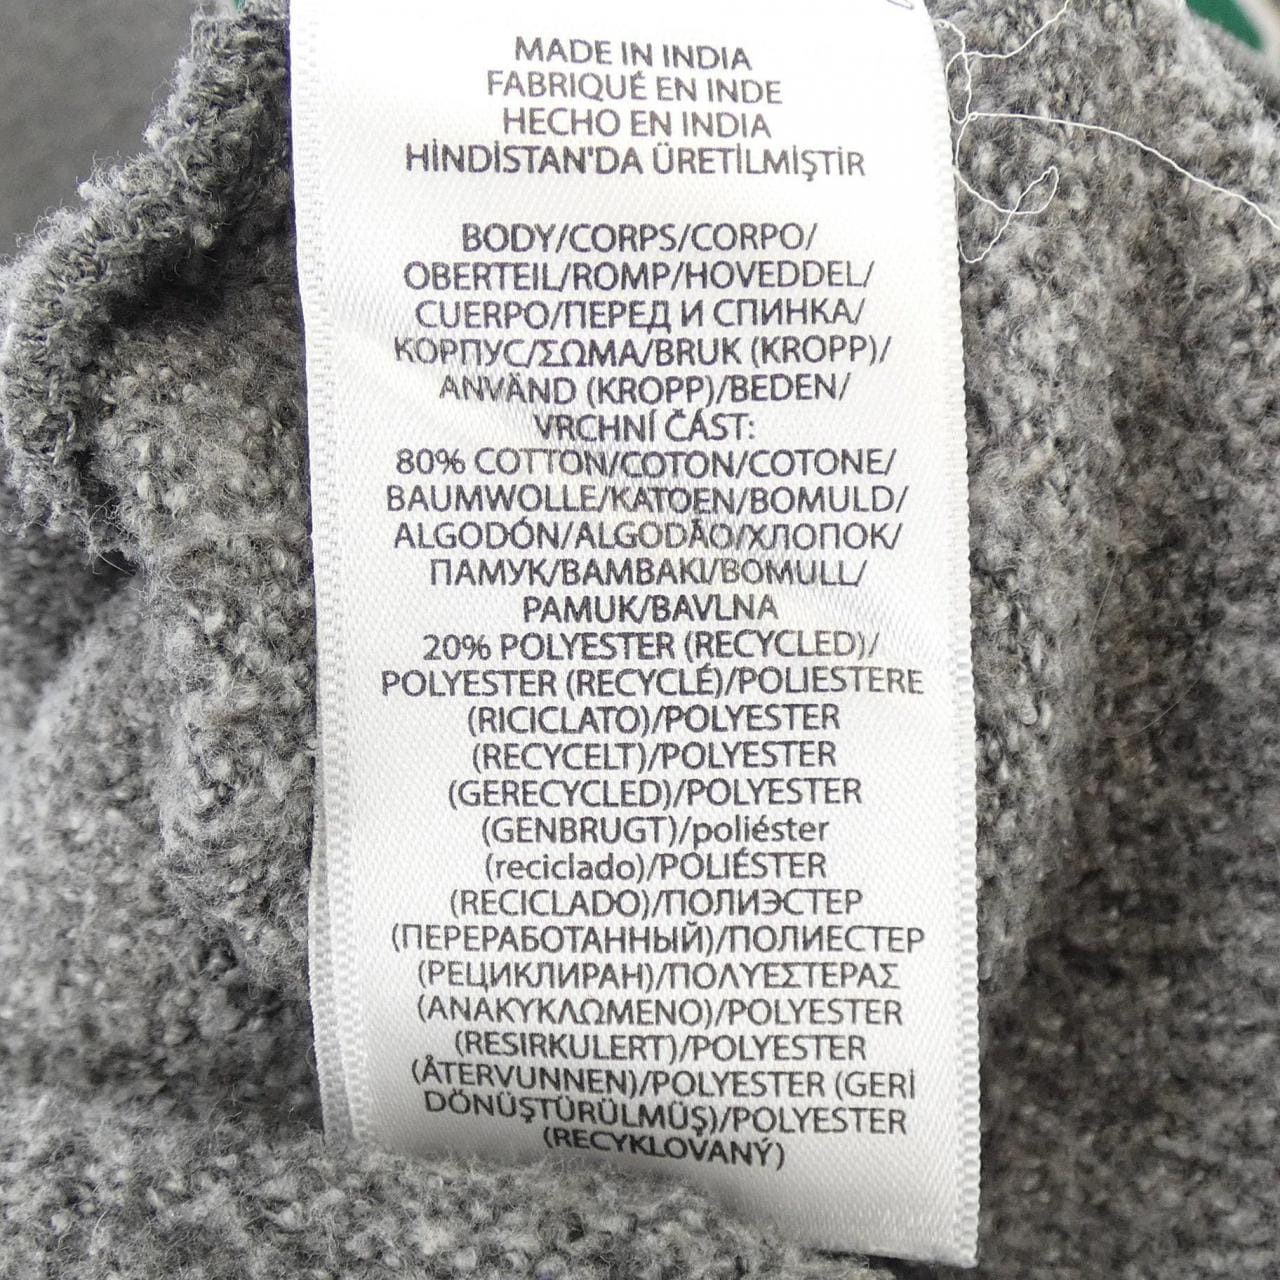 MADE IN INDIA
FABRIQUÉ EN INDE
HECHO EN INDIA
HİNDİSTAN'DA ÜRETİLMİŞTİR
BODY/CORPS/CORPO/
OBERTEIL/ROMP/HOVEDDEL/
CUERPO/ПЕРЕД И СПИНКА/
КОРПУС/ΣΩΜΑ/BRUK (KROPP)/
ANVÄND (KROPP)/BEDEN/
VRCHNÍ ČÁST:
80% COTTON/COTON/COTONE/
BAUMWOLLE/KATOEN/BOMULD/
ALGODÓN/ALGODÃO/ХЛОПОК/
ПАМУК/ΒΑΜΒΑΚΙ/BOMULL/
PAMUK/BAVLNA
20% POLYESTER (RECYCLED)/
POLYESTER (RECYCLÉ)/POLIESTERE
(RICICLATO)/POLYESTER
(RECYCELT)/POLYESTER
(GERECYCLED)/POLYESTER
(GENBRUGT)/poliéster
(reciclado)/POLIÉSTER
(RECICLADO)/ПОЛИЭСТЕР
(ПЕРЕРАБОТАННЫЙ)/ПОЛИЕСТЕР
(РЕЦИКЛИРАН)/ΠΟΛΥΕΣΤΕΡΑΣ
(ΑΝΑΚΥΚΛΩΜΕΝΟ)/POLYESTER
(RESIRKULERT)/POLYESTER
(ÅTERVUNNEN)/POLYESTER (GERİ
DÖNÜŞTÜRÜLMÜŞ)/POLYESTER
(RECYKLOVANÝ)